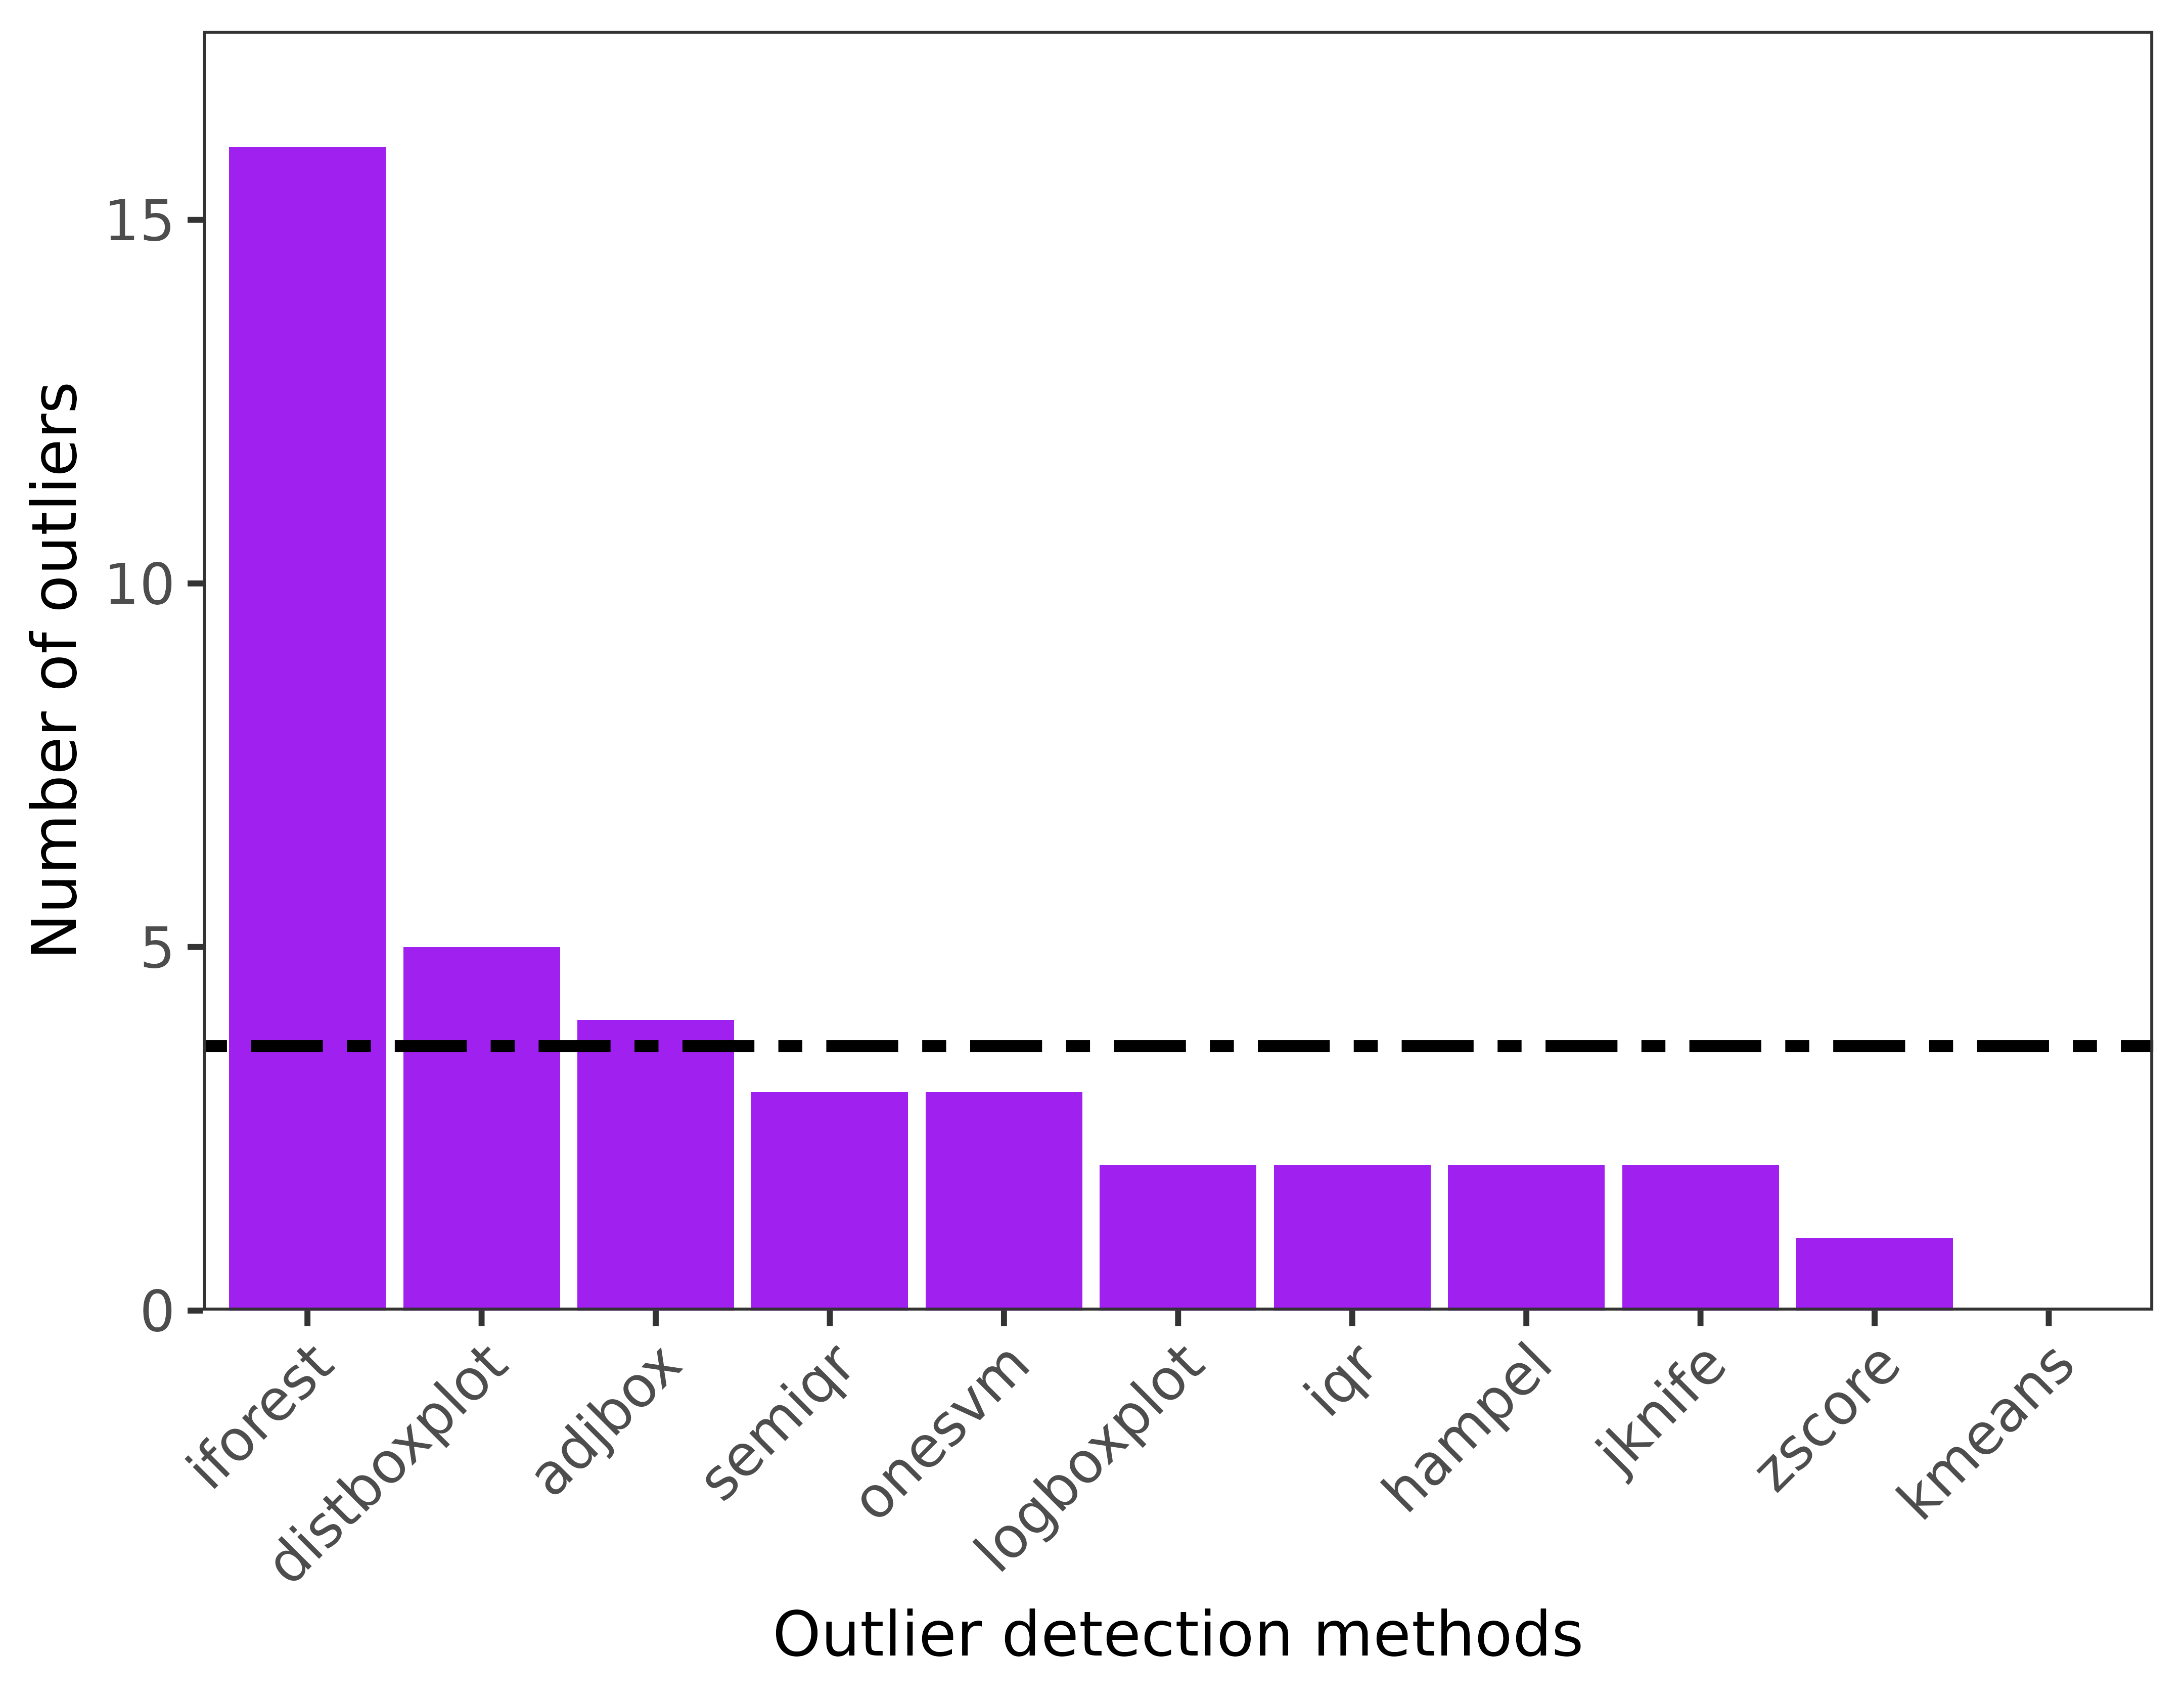 Number of outliers
15
10
5
0
iforest
distboxplot
adjbox
semiqr
onesvm
logboxplot
iqr
hampel
jknife
zscore
kmeans
Outlier detection methods